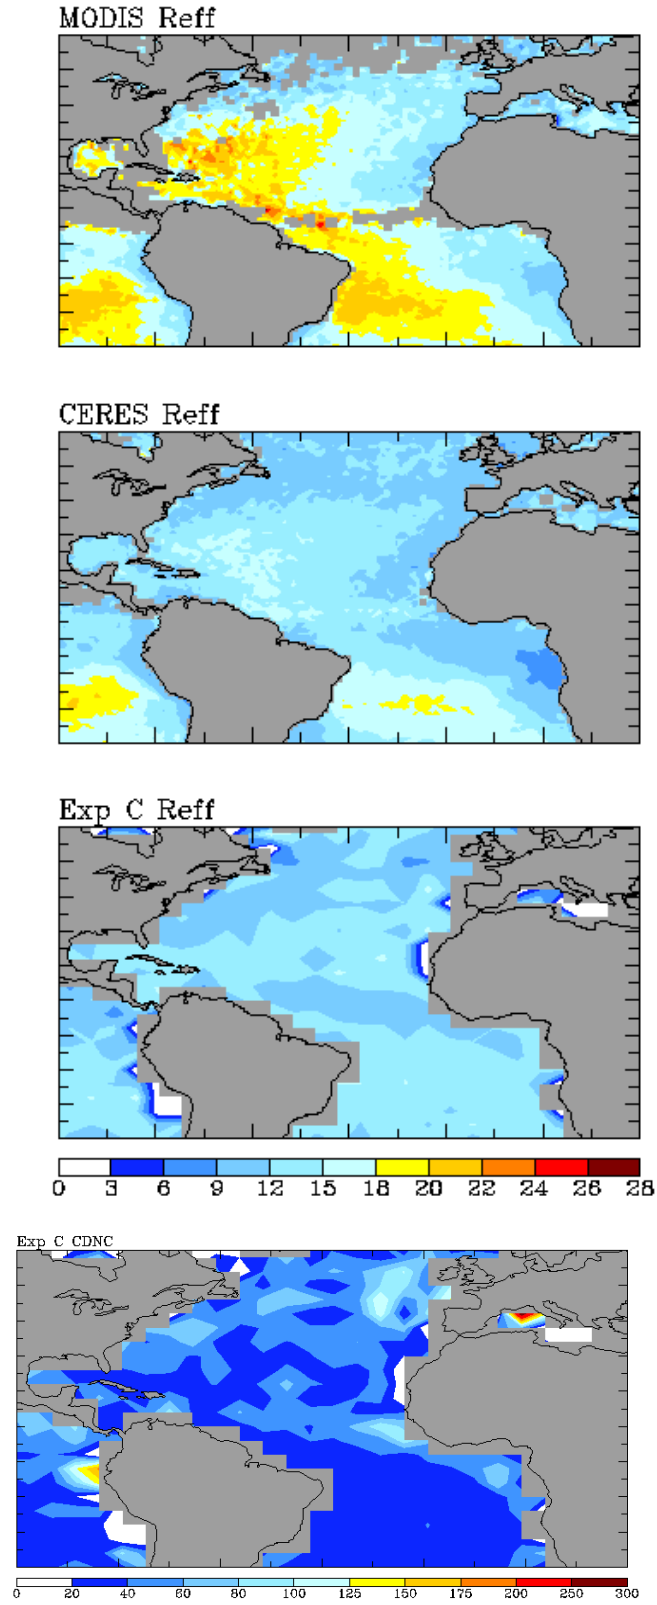 MODIS Reff
CERES Reff
Exp C Reff
0 3 6 9 12 15 18 20 22 24 26 28
Exp C CDNC
0 20 40 60 80 100 125 150 175 200 250 300